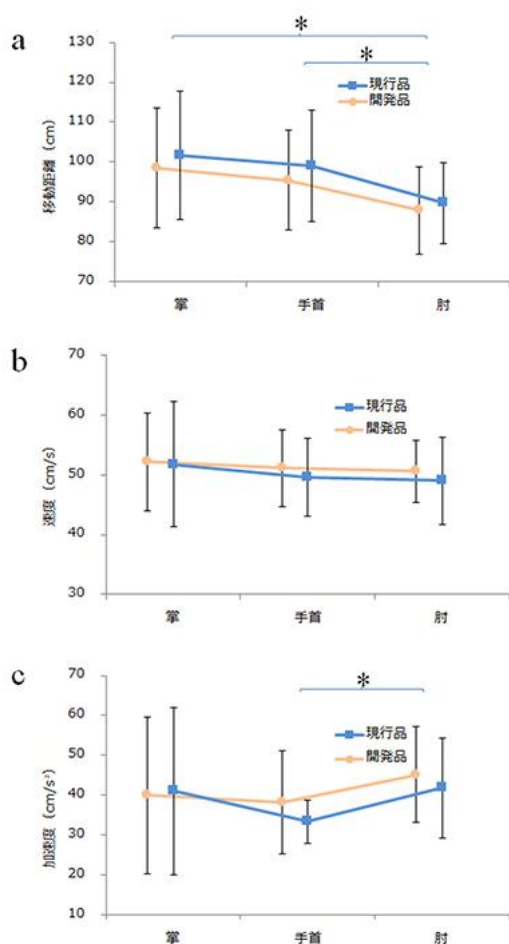 a
*
*
130
120
110
100
90
80
70
移動距離 (cm)
現行品
開発品
掌
手首
肘
b
70
60
50
40
30
速度 (cm/s)
現行品
開発品
掌
手首
肘
c
*
70
60
50
40
30
20
10
加速度 (cm/s²)
現行品
開発品
掌
手首
肘